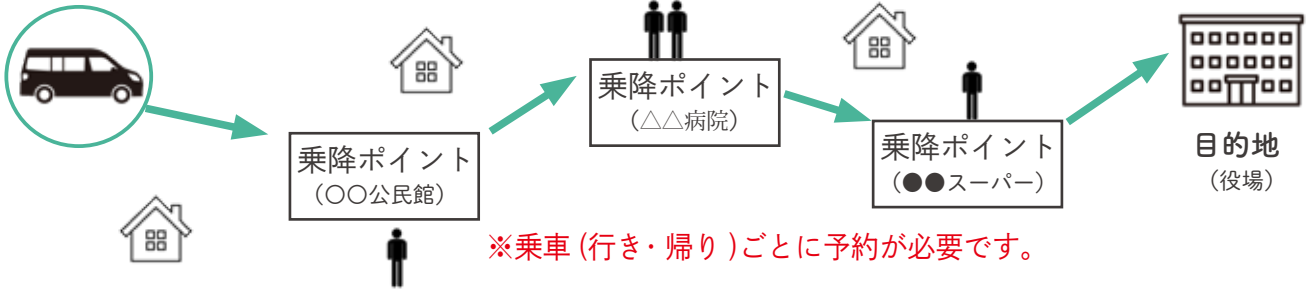 乗降ポイント
（〇〇公民館）
乗降ポイント
（△△病院）
乗降ポイント
（●●スーパー）
目的地
（役場）
※乗車(行き・帰り)ごとに予約が必要です。